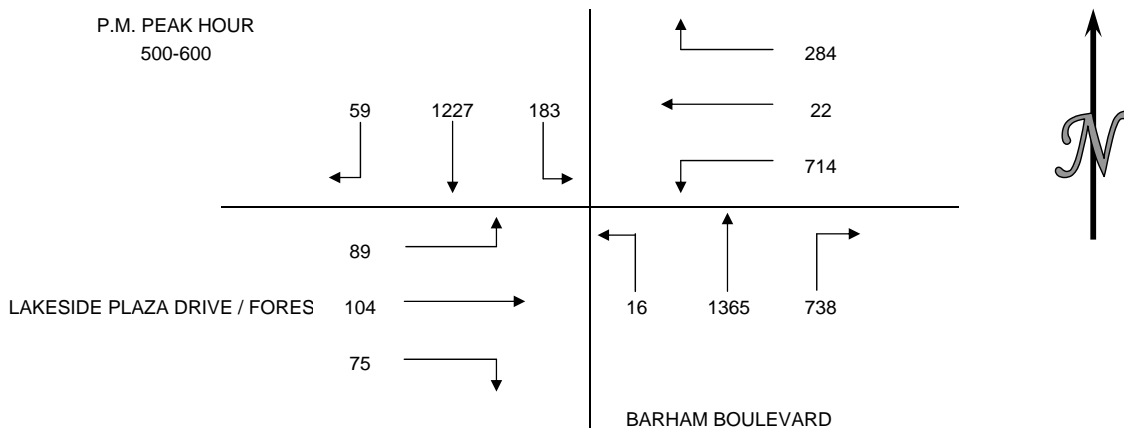 P.M. PEAK HOUR
500-600
284
59 1227 183 22
714
89
LAKESIDE PLAZA DRIVE / FORES 104 16 1365 738
75
BARHAM BOULEVARD
N